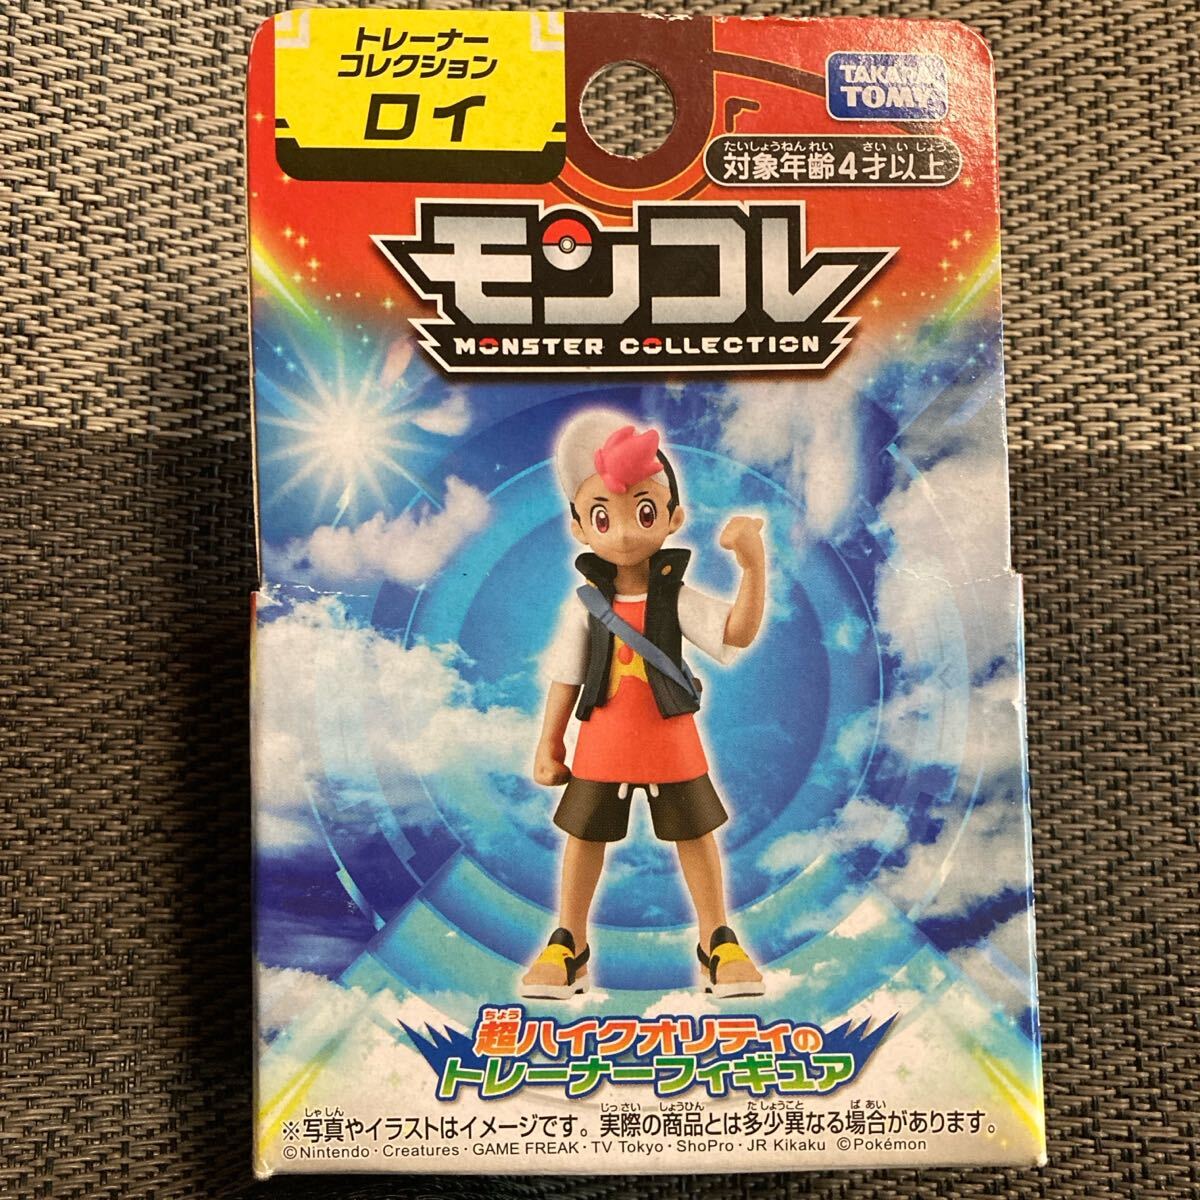 トレーナー
コレクション
ロイ
TAKARA
TOMY
たいしょうねんれい さい いじょう
対象年齢4才以上
モンコレ
MONSTER COLLECTION
ちょう
超ハイクオリティの
トレーナーフィギュア
しゃしん じっさい しょうひん たしょうこと ばあい
※写真やイラストはイメージです。実際の商品とは多少異なる場合があります。
©Nintendo・Creatures・GAME FREAK・TV Tokyo・ShoPro・JR Kikaku ©Pokémon